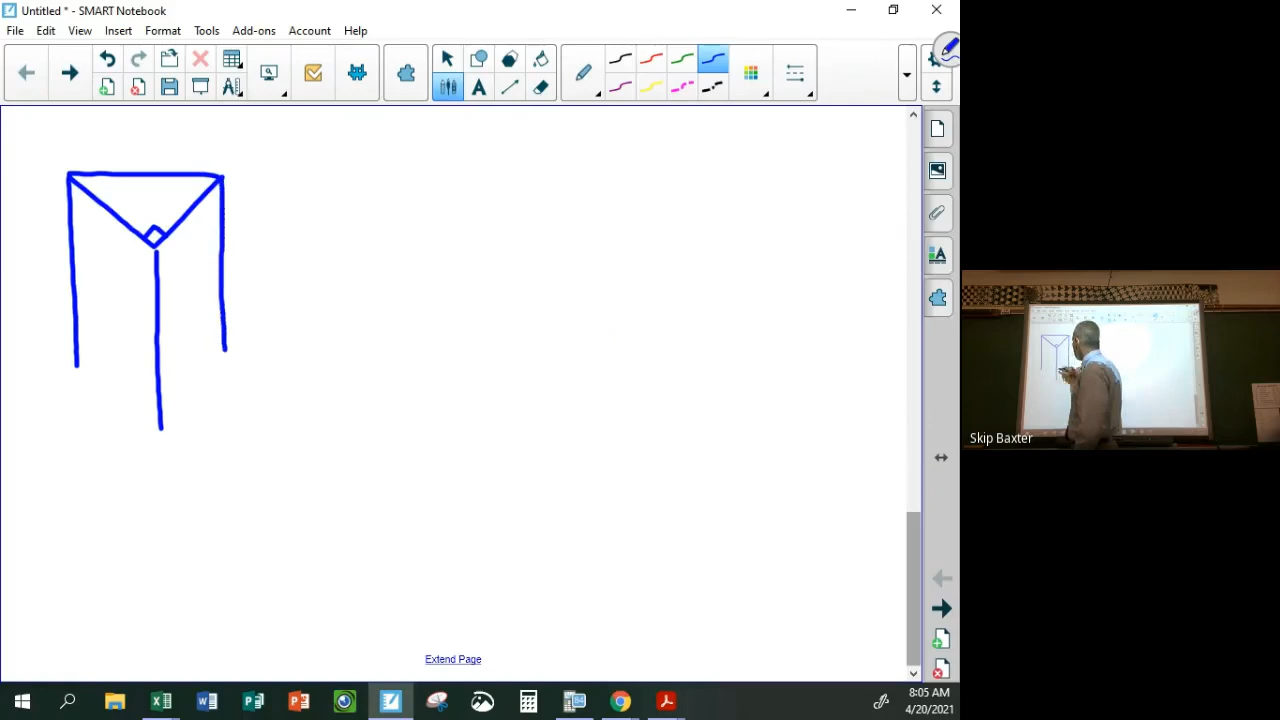 Untitled * - SMART Notebook
File Edit View Insert Format Tools Add-ons Account Help
Skip Baxter
Extend Page
8:05 AM
4/20/2021